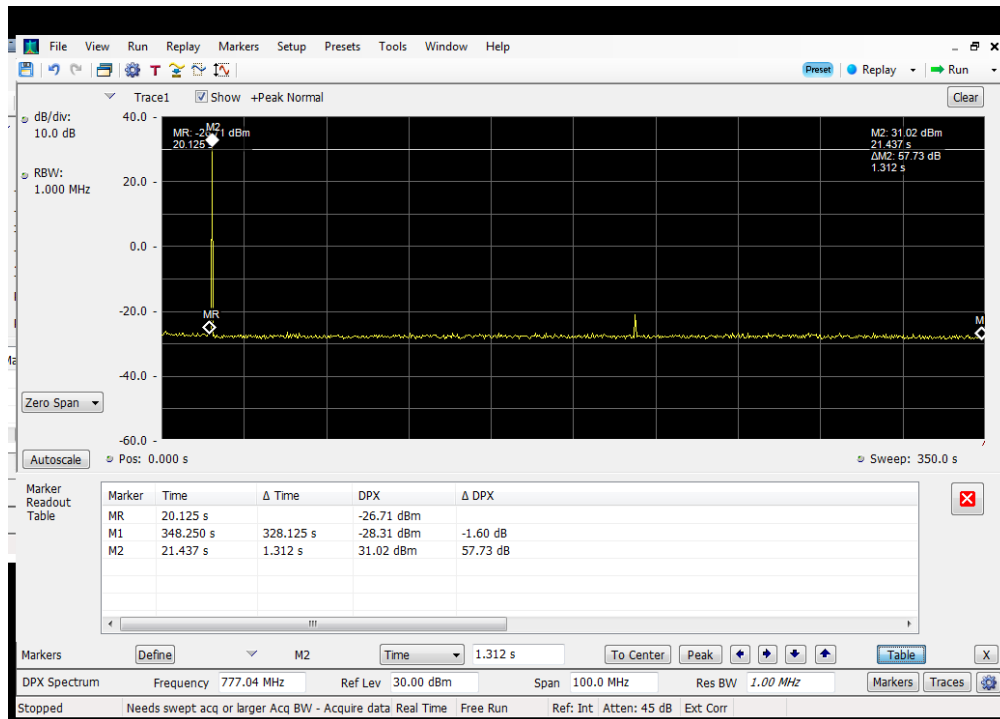 File View Run Replay Markers Setup Presets Tools Window Help
T Preset Replay Run
Trace1 Show +Peak Normal Clear
dB/div:
10.0 dB
RBW:
1.000 MHz
40.0
20.0
0.0
-20.0
-40.0
-60.0
MR: -26.71 dBm
20.125 s
M2
M2: 31.02 dBm
21.437 s
ΔM2: 57.73 dB
1.312 s
MR
M
Zero Span
Autoscale Pos: 0.000 s Sweep: 350.0 s
Marker
Readout
Table
Marker Time Δ Time DPX Δ DPX
MR 20.125 s -26.71 dBm
M1 348.250 s 328.125 s -28.31 dBm -1.60 dB
M2 21.437 s 1.312 s 31.02 dBm 57.73 dB
Markers Define M2 Time 1.312 s To Center Peak Table X
DPX Spectrum Frequency 777.04 MHz Ref Lev 30.00 dBm Span 100.0 MHz Res BW 1.00 MHz Markers Traces
Stopped Needs swept acq or larger Acq BW - Acquire data Real Time Free Run Ref: Int Atten: 45 dB Ext Corr